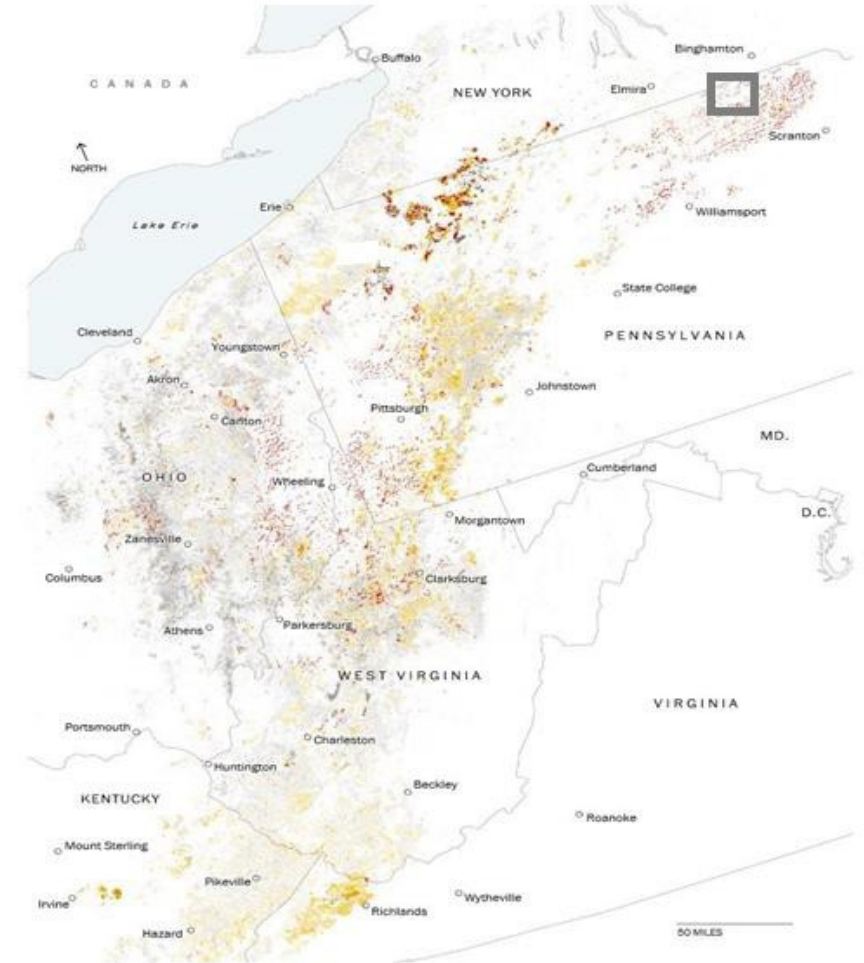 Binghamton
Buffalo
CANADA
NEW YORK
Elmira
Scranton
NORTH
Erie
Williamsport
Lake Erie
State College
Cleveland
PENNSYLVANIA
Youngstown
Akron
Johnstown
Pittsburgh
Canton
MD.
Cumberland
OHIO
Wheeling
D.C.
Morgantown
Zanesville
Columbus
Clarksburg
Parkersburg
Athens
WEST VIRGINIA
VIRGINIA
Portsmouth
Charleston
Huntington
Beckley
KENTUCKY
Roanoke
Mount Sterling
Pikeville
Wytheville
Irvine
Richlands
Hazard
50 MILES